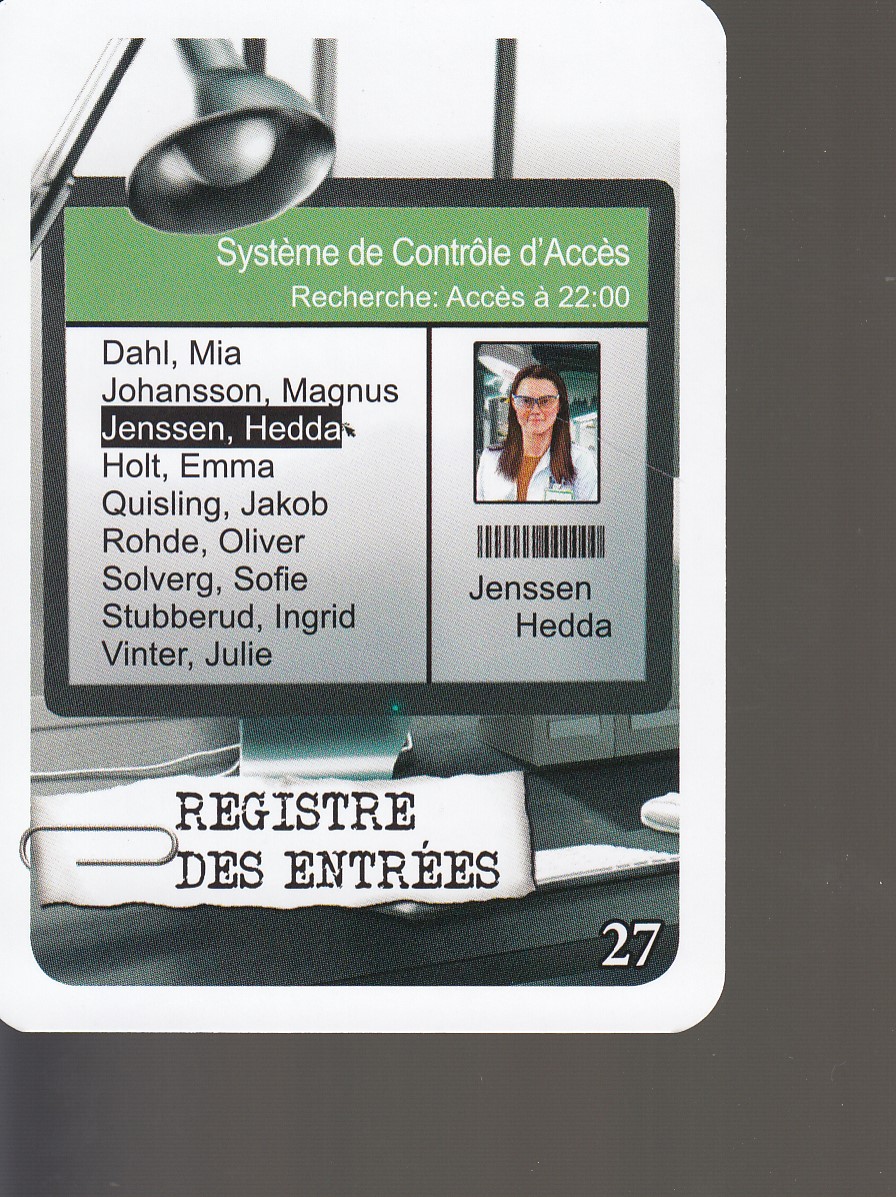 Système de Contrôle d'Accès
Recherche: Accès à 22:00
Dahl, Mia
Johansson, Magnus
Jenssen, Hedda
Holt, Emma
Quisling, Jakob
Rohde, Oliver
Solverg, Sofie
Stubberud, Ingrid
Vinter, Julie
Jenssen
Hedda
REGISTRE
DES ENTRÉES
27